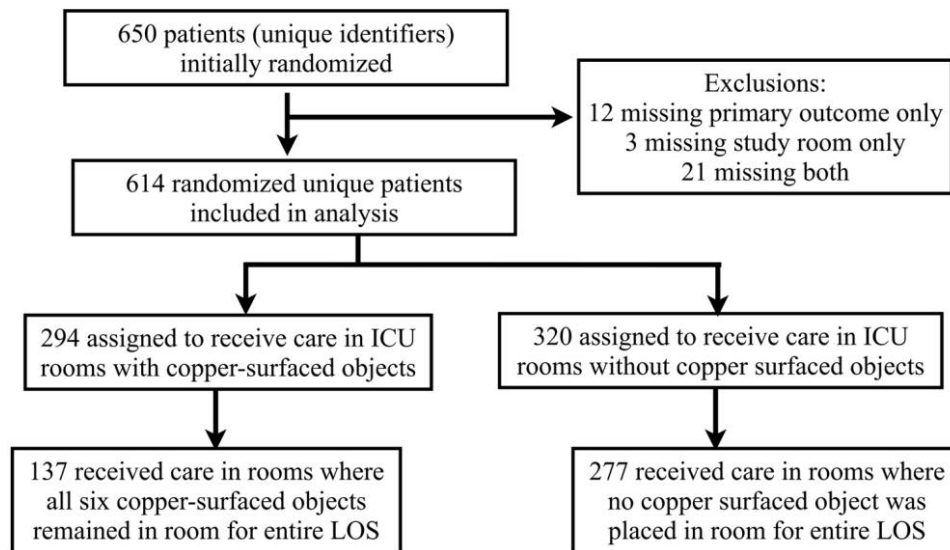 650 patients (unique identifiers)
initially randomized
Exclusions:
12 missing primary outcome only
3 missing study room only
21 missing both
614 randomized unique patients
included in analysis
294 assigned to receive care in ICU
rooms with copper-surfaced objects
320 assigned to receive care in ICU
rooms without copper surfaced objects
137 received care in rooms where
all six copper-surfaced objects
remained in room for entire LOS
277 received care in rooms where
no copper surfaced object was
placed in room for entire LOS